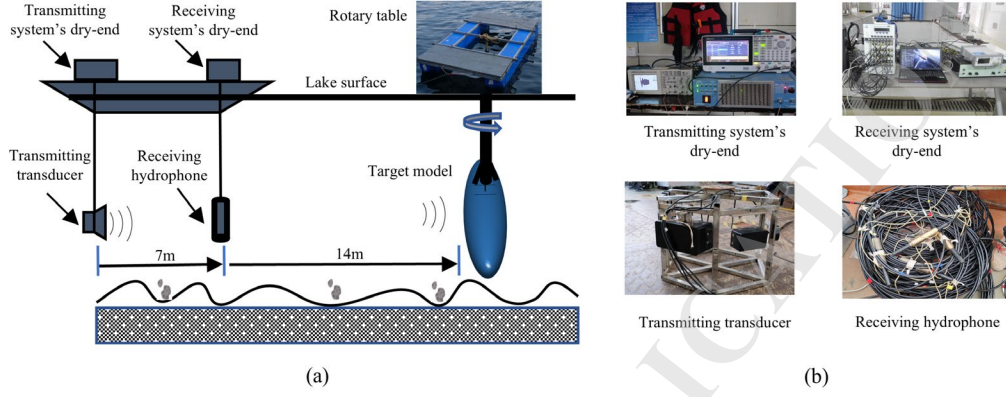 Transmitting
system's dry-end
Receiving
system's dry-end
Rotary table
Lake surface
Transmitting
transducer
Receiving
hydrophone
Target model
7m
14m
(a)
Transmitting system's
dry-end
Receiving system's
dry-end
Transmitting transducer
Receiving hydrophone
(b)